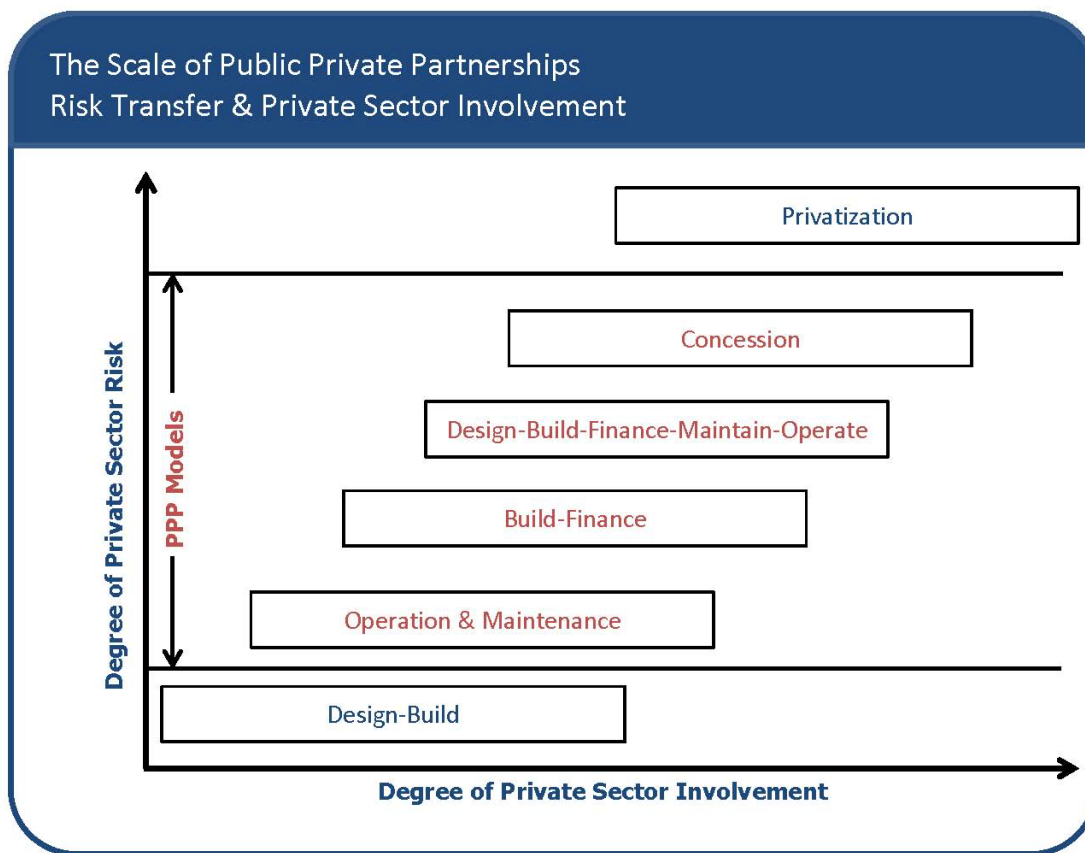 The Scale of Public Private Partnerships
Risk Transfer & Private Sector Involvement
Privatization
Concession
Design-Build-Finance-Maintain-Operate
Build-Finance
Operation & Maintenance
Design-Build
PPP Models
Degree of Private Sector Risk
Degree of Private Sector Involvement